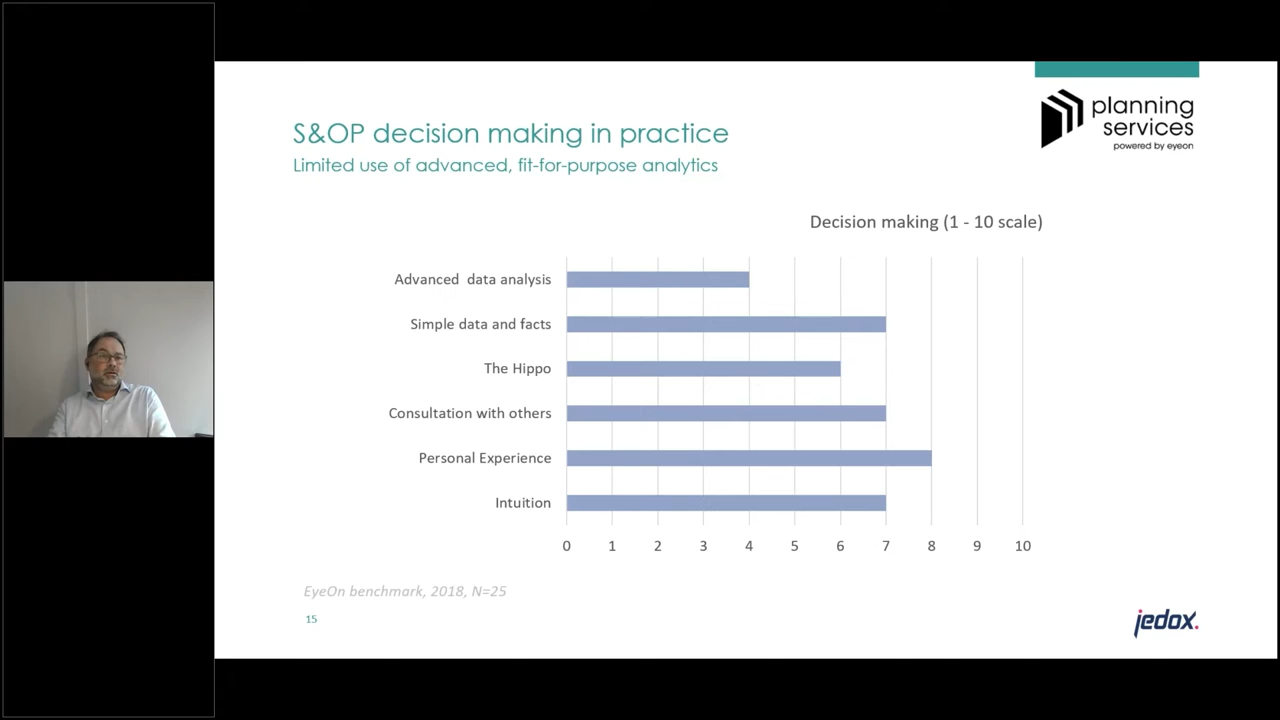 planning
services
powered by eyeon
S&OP decision making in practice
Limited use of advanced, fit-for-purpose analytics
Decision making (1 - 10 scale)
Advanced data analysis
Simple data and facts
The Hippo
Consultation with others
Personal Experience
Intuition
0 1 2 3 4 5 6 7 8 9 10
EyeOn benchmark, 2018, N=25
15
jedox.